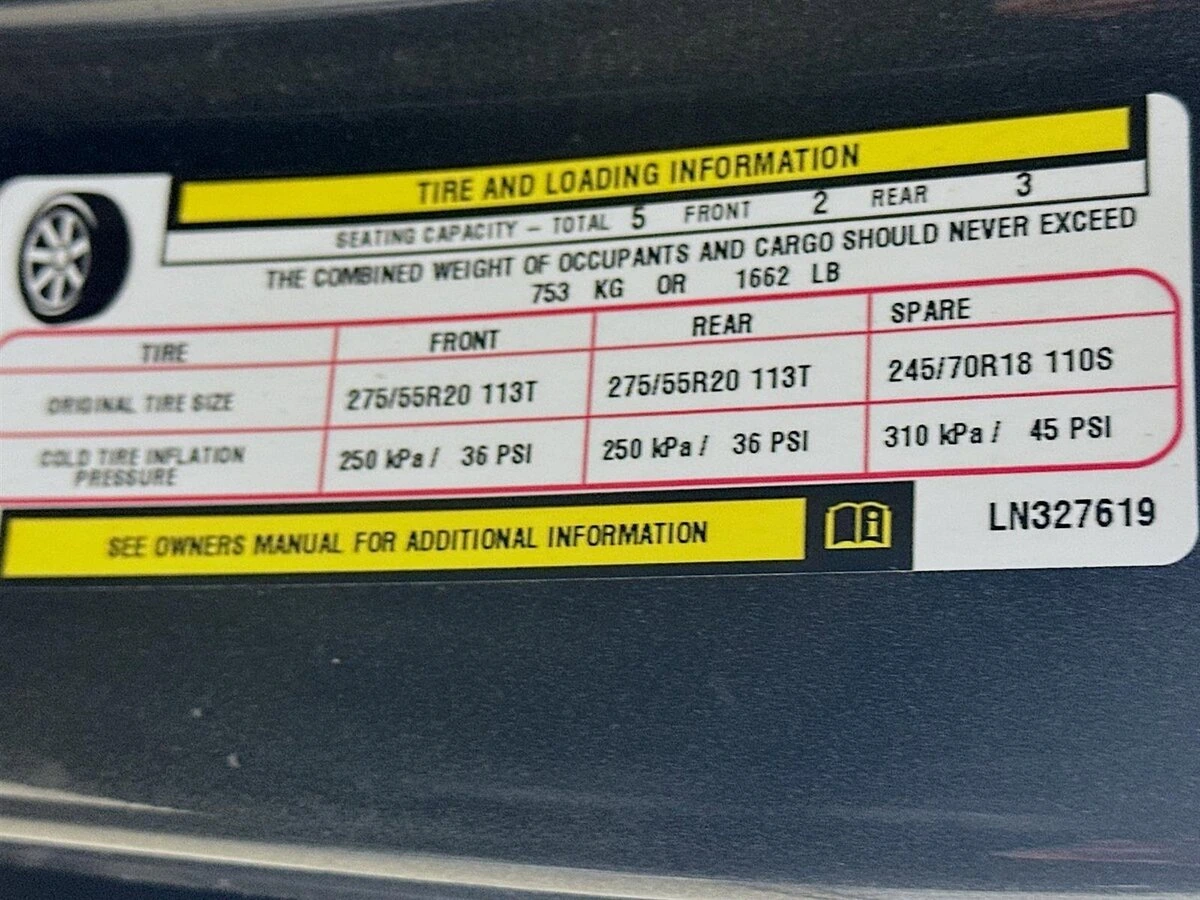 TIRE AND LOADING INFORMATION
SEATING CAPACITY – TOTAL 5 FRONT 2 REAR 3
THE COMBINED WEIGHT OF OCCUPANTS AND CARGO SHOULD NEVER EXCEED
753 KG OR 1662 LB
TIRE FRONT REAR SPARE
ORIGINAL TIRE SIZE 275/55R20 113T 275/55R20 113T 245/70R18 110S
COLD TIRE INFLATION
PRESSURE 250 kPa / 36 PSI 250 kPa / 36 PSI 310 kPa / 45 PSI
SEE OWNERS MANUAL FOR ADDITIONAL INFORMATION
LN327619